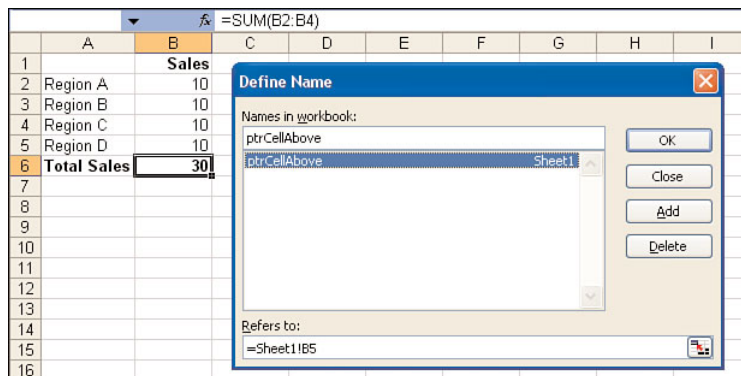 fx =SUM(B2:B4)
A B C D E F G H I
1 Sales
2 Region A 10
3 Region B 10
4 Region C 10
5 Region D 10
6 Total Sales 30
7
8
9
10
11
12
13
14
15
16
Define Name
Names in workbook:
ptrCellAbove
ptrCellAbove Sheet1
OK
Close
Add
Delete
Refers to:
=Sheet1!B5